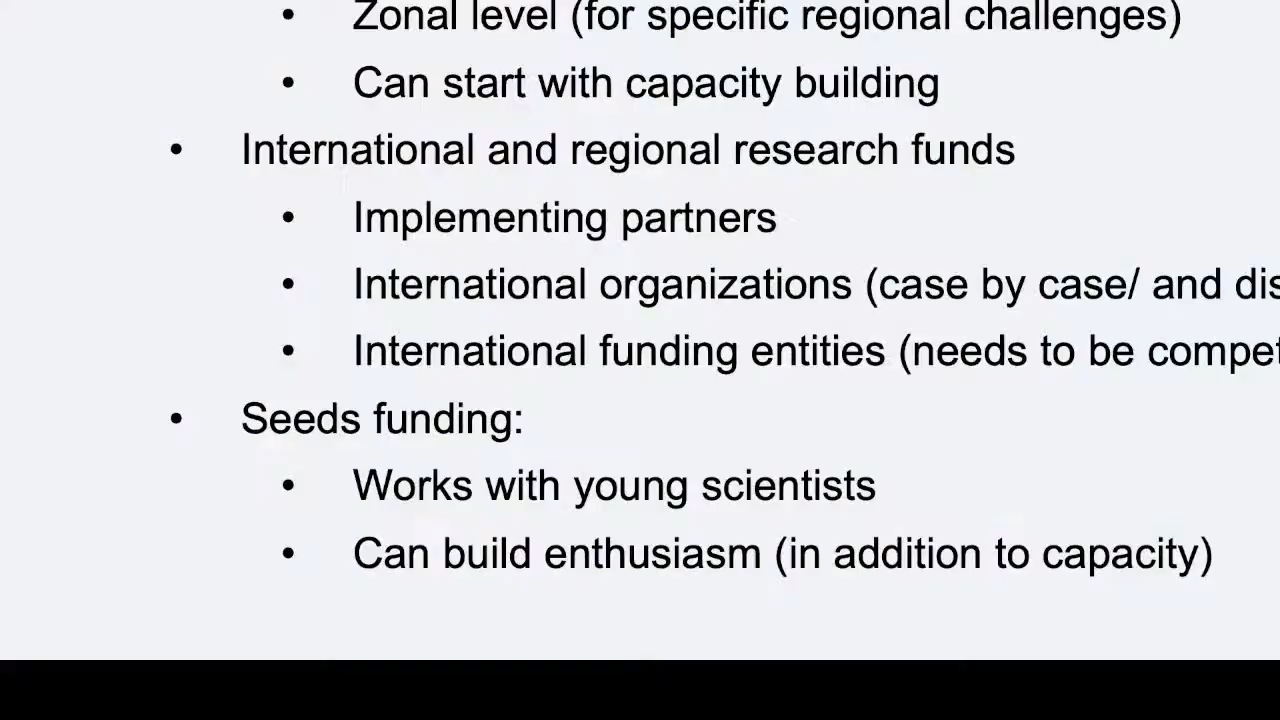 • Zonal level (for specific regional challenges)
• Can start with capacity building
• International and regional research funds
• Implementing partners
• International organizations (case by case/ and
• International funding entities (needs to be
• Seeds funding:
• Works with young scientists
• Can build enthusiasm (in addition to capacity)